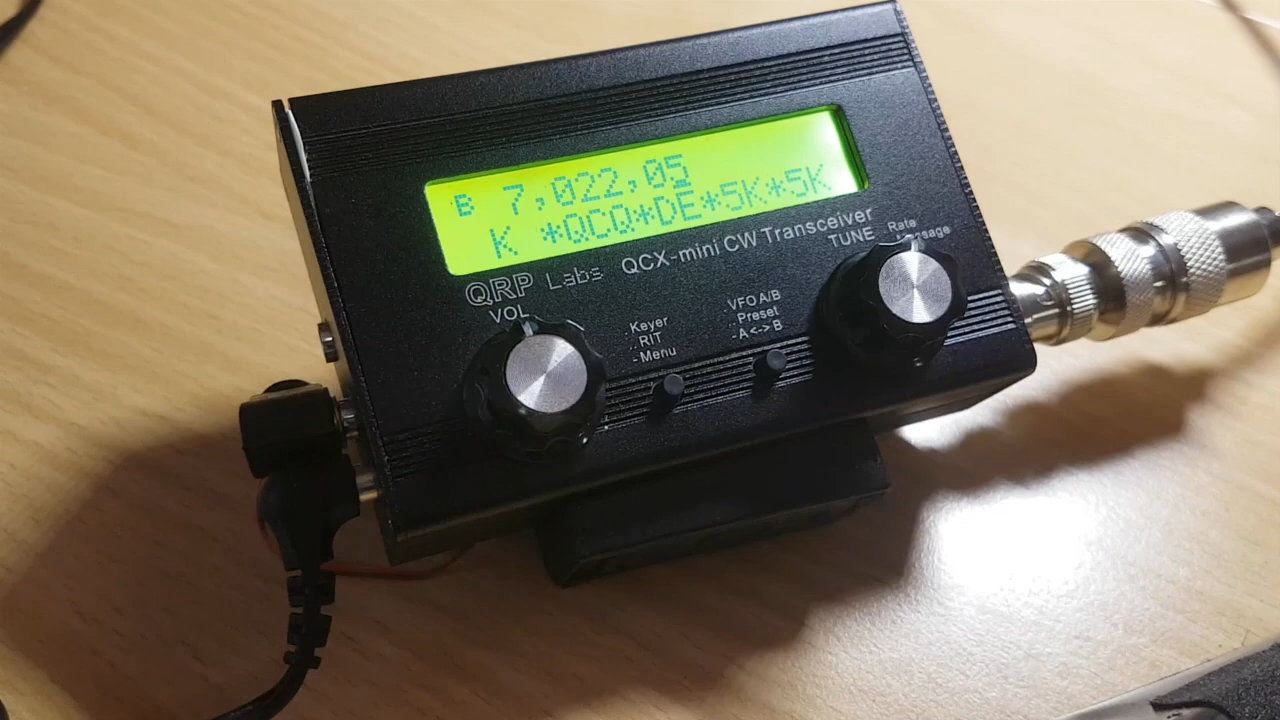 B 7,022,05
K *QCQ*DE*5K*5K
QRP Labs QCX-mini CW Transceiver
VOL
. Keyer
.. RIT
- Menu
. VFO A/B
.. Preset
- A <-> B
TUNE
Rate